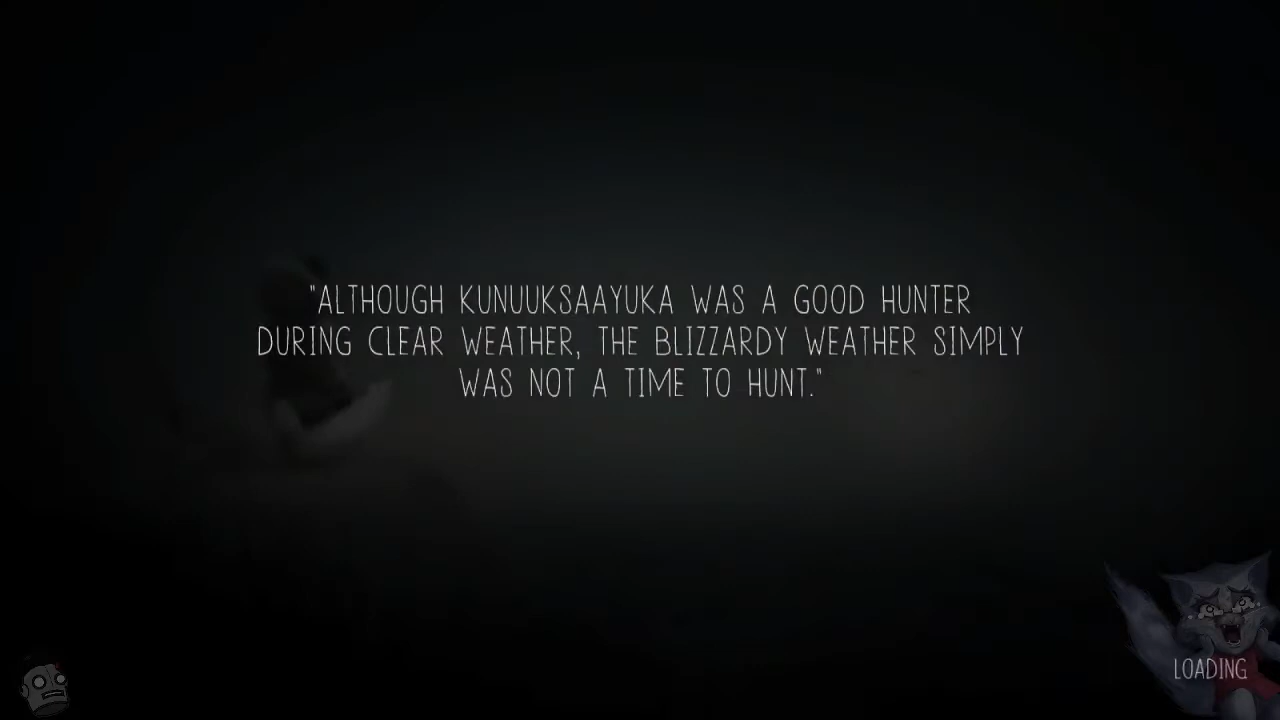 "ALTHOUGH KUNUUKSAAYUKA WAS A GOOD HUNTER
DURING CLEAR WEATHER, THE BLIZZARDY WEATHER SIMPLY
WAS NOT A TIME TO HUNT."
LOADING